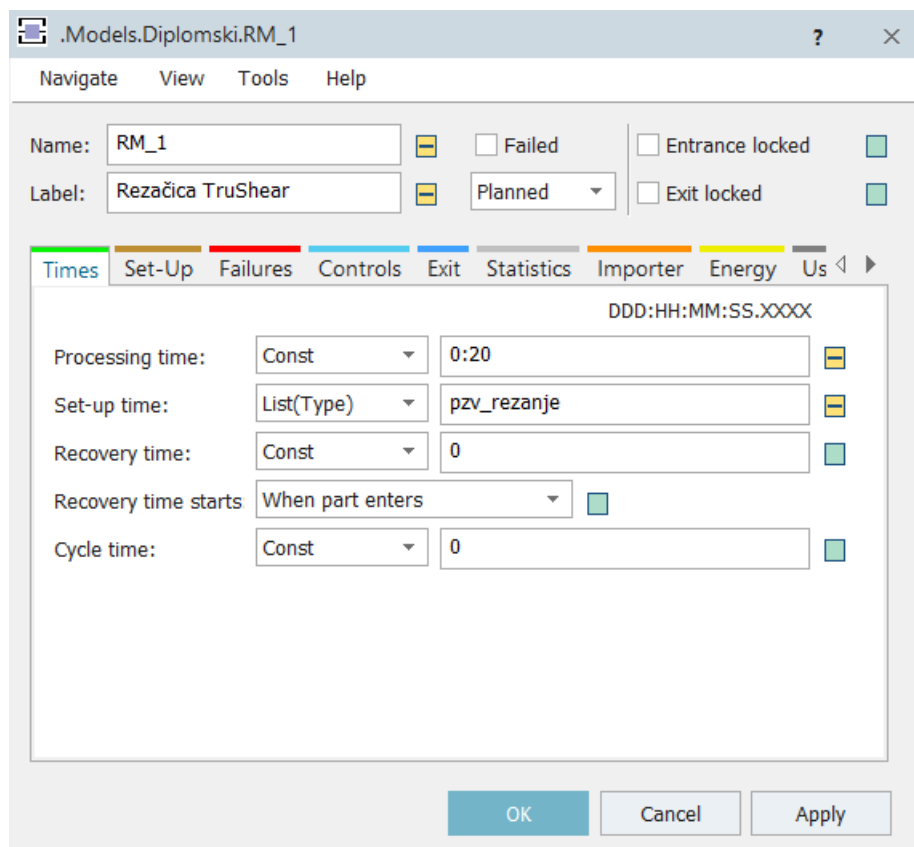 .Models.Diplomski.RM_1 ? ×
Navigate View Tools Help
Name: RM_1 Failed Entrance locked
Label: Rezačica TruShear Planned Exit locked
Times Set-Up Failures Controls Exit Statistics Importer Energy Us
DDD:HH:MM:SS.XXXX
Processing time: Const 0:20
Set-up time: List(Type) pzv_rezanje
Recovery time: Const 0
Recovery time starts When part enters
Cycle time: Const 0
OK Cancel Apply